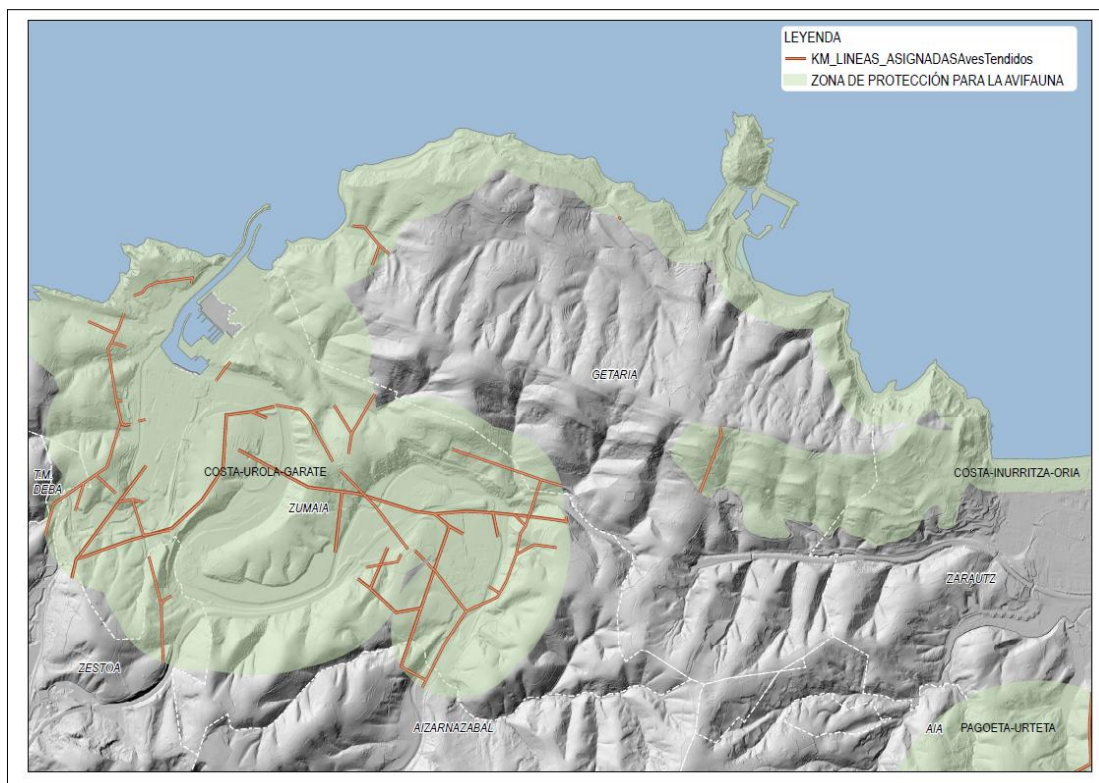 LEYENDA
KM_LINEAS_ASIGNADASAvesTendidos
ZONA DE PROTECCIÓN PARA LA AVIFAUNA
GETARIA
COSTA-UROLA-GARATE
COSTA-INURRITZA-ORIA
T.M.
DEBA
ZUMAIA
ZARAUTZ
ZESTOA
AIZARNAZABAL
AIA
PAGOETA-URTETA